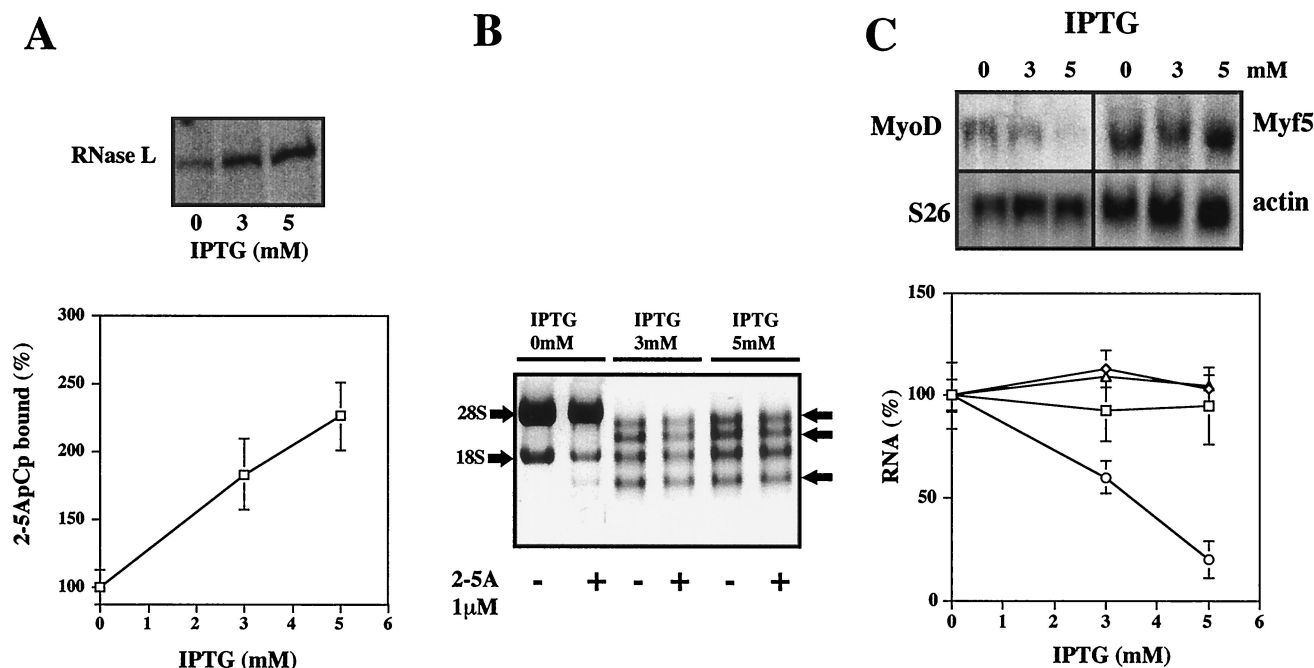 A
RNase L
0 3 5
IPTG (mM)
300
250
200
150
100
2-5ApCp bound (%)
0 1 2 3 4 5 6
IPTG (mM)
B
IPTG 0mM
IPTG 3mM
IPTG 5mM
28S
18S
2-5A 1µM
- + - + - +
C
IPTG
0 3 5 0 3 5 mM
MyoD
Myf5
S26
actin
150
100
50
0
RNA (%)
0 1 2 3 4 5 6
IPTG (mM)